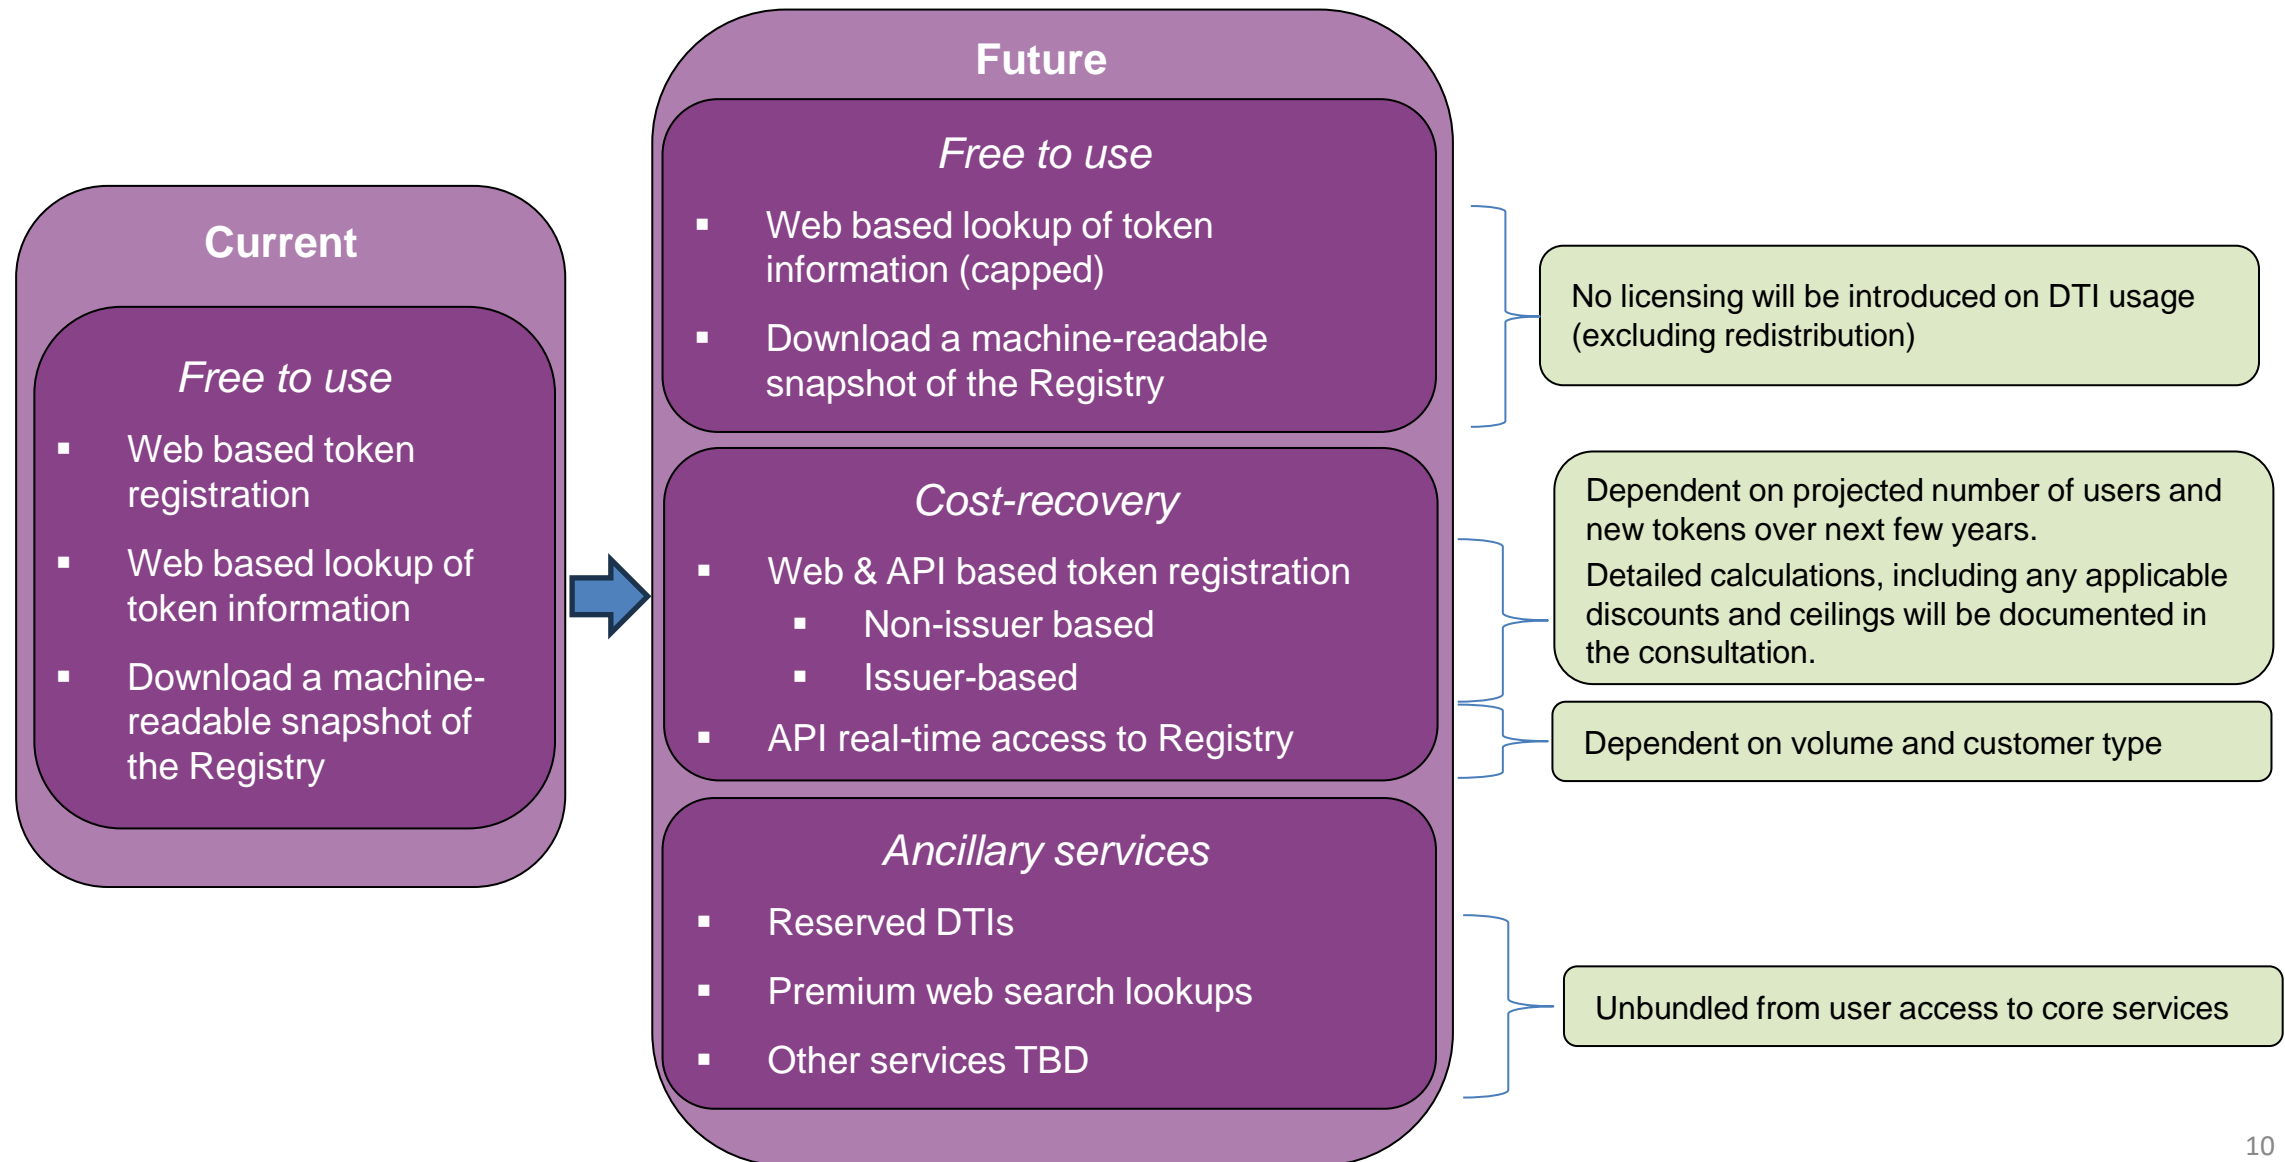 Current
Free to use
Web based token
registration
Web based lookup of
token information
Download a machine-
readable snapshot of
the Registry
Future
Free to use
Web based lookup of token
information (capped)
Download a machine-readable
snapshot of the Registry
Cost-recovery
Web & API based token registration
Non-issuer based
Issuer-based
API real-time access to Registry
Ancillary services
Reserved DTIs
Premium web search lookups
Other services TBD
No licensing will be introduced on DTI usage
(excluding redistribution)
Dependent on projected number of users and
new tokens over next few years.
Detailed calculations, including any applicable
discounts and ceilings will be documented in
the consultation.
Dependent on volume and customer type
Unbundled from user access to core services
10